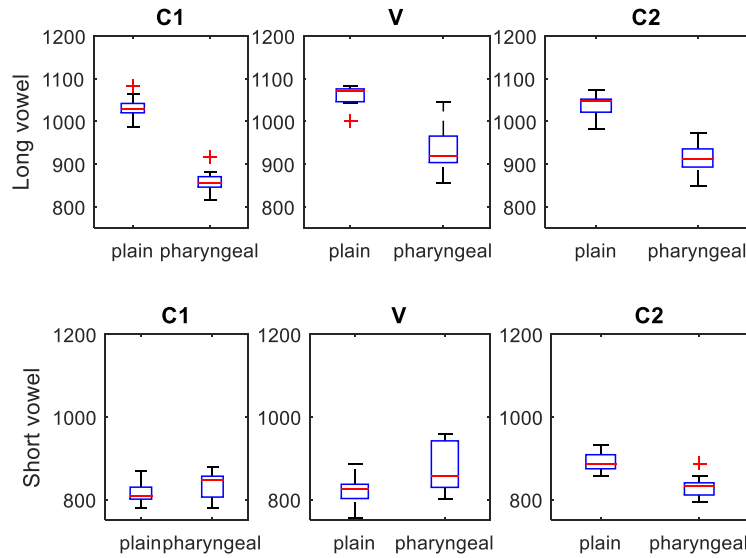 C1 V C2
Long vowel
1200 1200 1200
1100 1100 1100
1000 1000 1000
900 900 900
800 800 800
plain pharyngeal plain pharyngeal plain pharyngeal
C1 V C2
Short vowel
1200 1200 1200
1000 1000 1000
800 800 800
plain pharyngeal plain pharyngeal plain pharyngeal